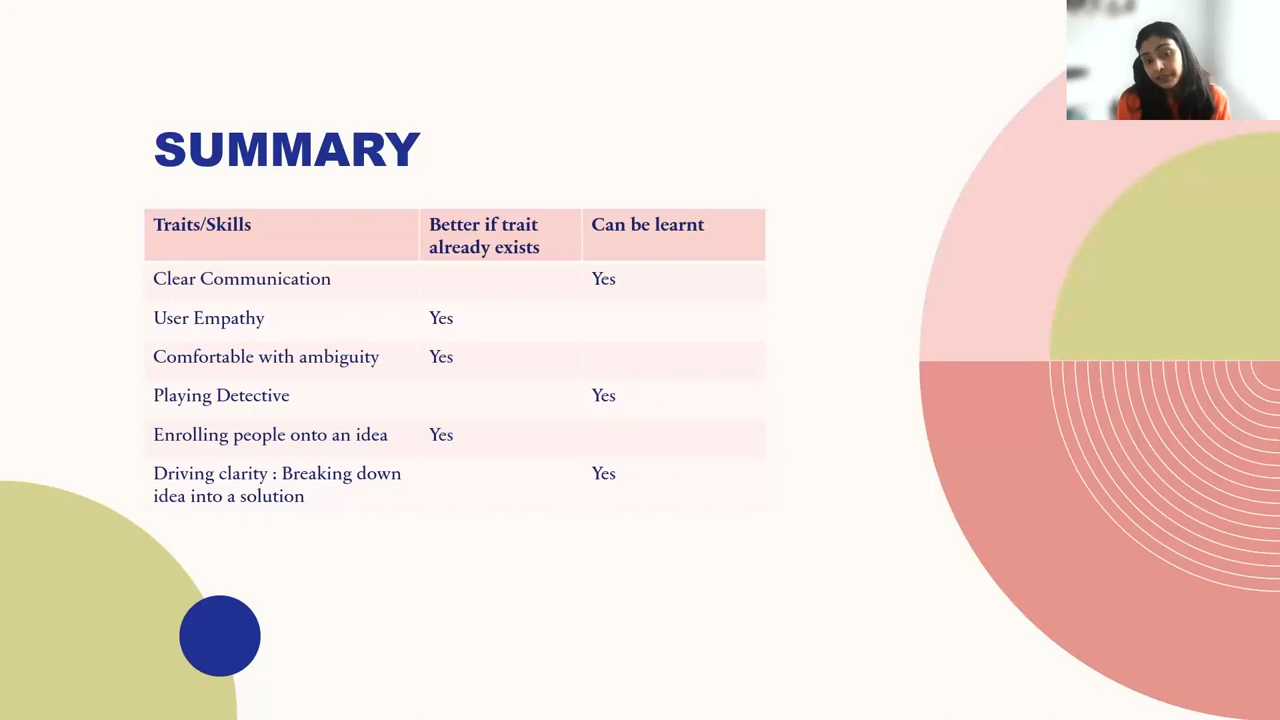 SUMMARY
Traits/Skills Better if trait already exists Can be learnt
Clear Communication Yes
User Empathy Yes
Comfortable with ambiguity Yes
Playing Detective Yes
Enrolling people onto an idea Yes
Driving clarity : Breaking down idea into a solution Yes